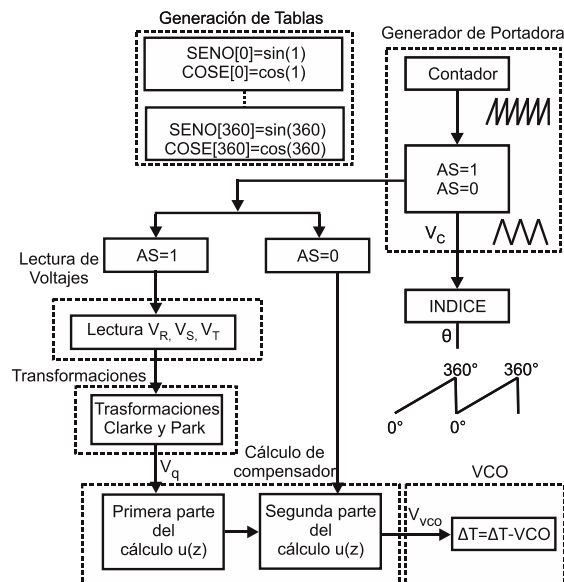 Generación de Tablas
SENO[0]=sin(1)
COSE[0]=cos(1)
SENO[360]=sin(360)
COSE[360]=cos(360)
Generador de Portadora
Contador
AS=1
AS=0
V_C
AS=1
AS=0
Lectura de
Voltajes
Lectura V_R, V_S, V_T
INDICE
θ
360° 360°
0° 0°
Transformaciones
Trasformaciones
Clarke y Park
V_q
Cálculo de
compensador
Primera parte
del
cálculo u(z)
Segunda parte
del
cálculo u(z)
VCO
V_vco
ΔT=ΔT-VCO